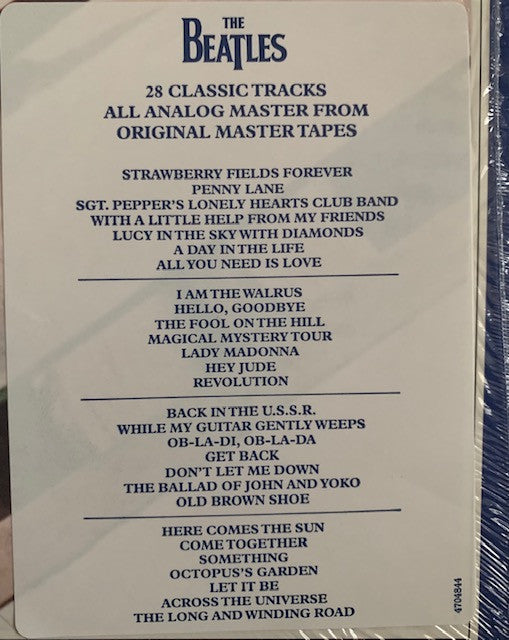 THE
BEATLES
28 CLASSIC TRACKS
ALL ANALOG MASTER FROM
ORIGINAL MASTER TAPES
STRAWBERRY FIELDS FOREVER
PENNY LANE
SGT. PEPPER'S LONELY HEARTS CLUB BAND
WITH A LITTLE HELP FROM MY FRIENDS
LUCY IN THE SKY WITH DIAMONDS
A DAY IN THE LIFE
ALL YOU NEED IS LOVE
I AM THE WALRUS
HELLO, GOODBYE
THE FOOL ON THE HILL
MAGICAL MYSTERY TOUR
LADY MADONNA
HEY JUDE
REVOLUTION
BACK IN THE U.S.S.R.
WHILE MY GUITAR GENTLY WEEPS
OB-LA-DI, OB-LA-DA
GET BACK
DON'T LET ME DOWN
THE BALLAD OF JOHN AND YOKO
OLD BROWN SHOE
HERE COMES THE SUN
COME TOGETHER
SOMETHING
OCTOPUS'S GARDEN
LET IT BE
ACROSS THE UNIVERSE
THE LONG AND WINDING ROAD
4704844